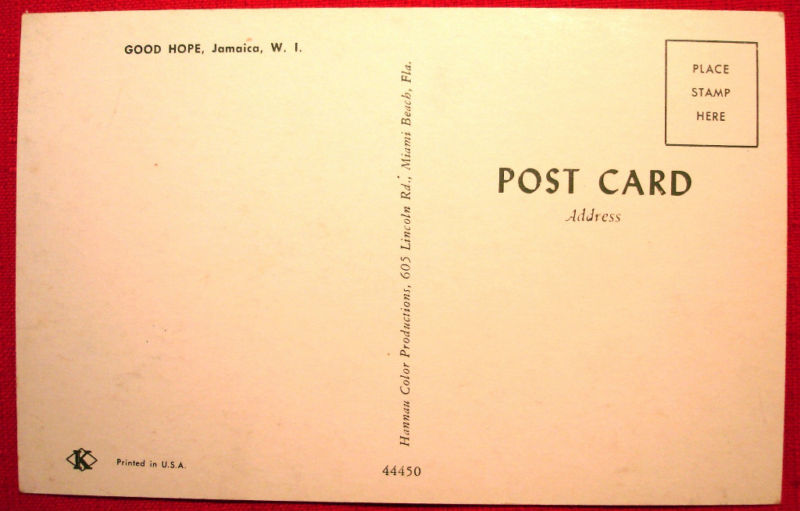 GOOD HOPE, Jamaica, W. I.
Hannau Color Productions, 605 Lincoln Rd., Miami Beach, Fla.
PLACE
STAMP
HERE
POST CARD
Address
K
Printed in U.S.A.
44450